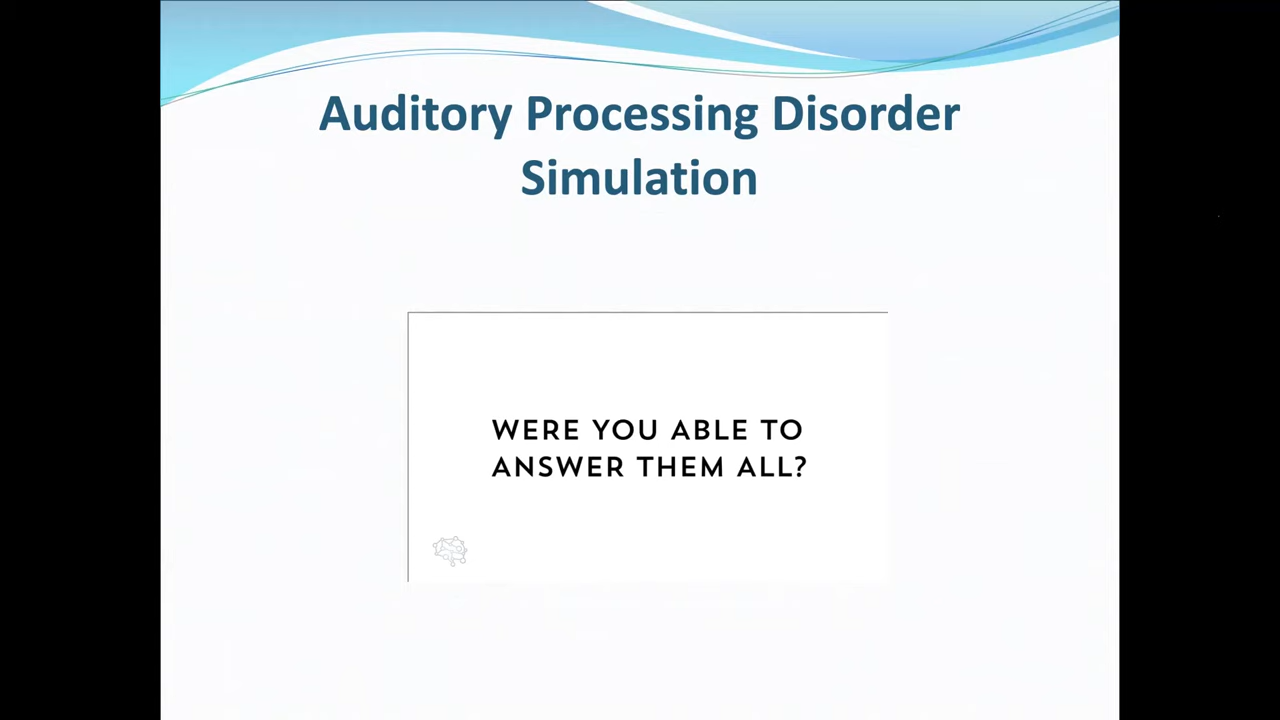 Auditory Processing Disorder
Simulation
WERE YOU ABLE TO
ANSWER THEM ALL?